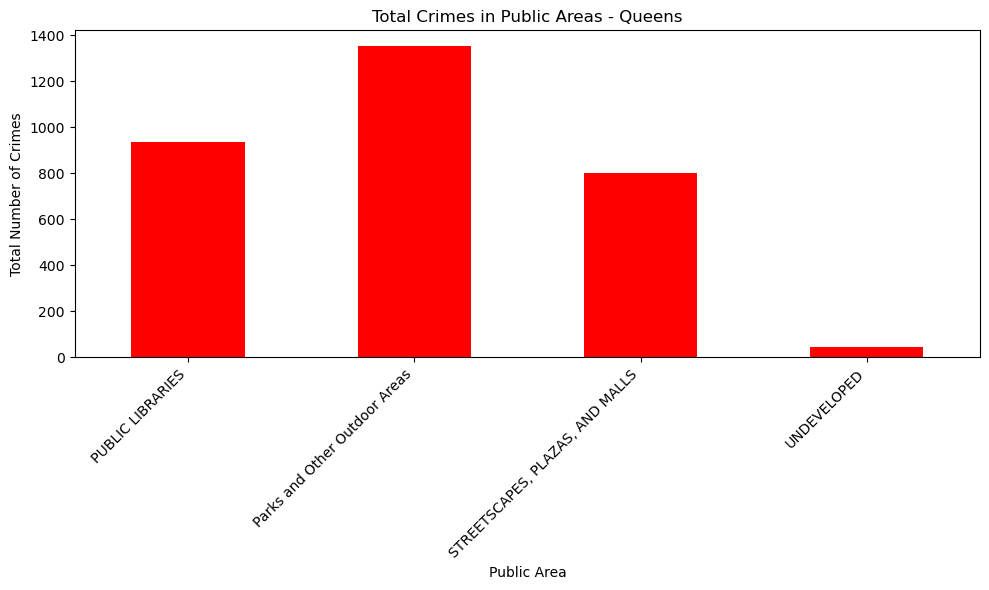 Total Crimes in Public Areas - Queens
Total Number of Crimes
1400
1200
1000
800
600
400
200
0
PUBLIC LIBRARIES
Parks and Other Outdoor Areas
STREETSCAPES, PLAZAS, AND MALLS
UNDEVELOPED
Public Area